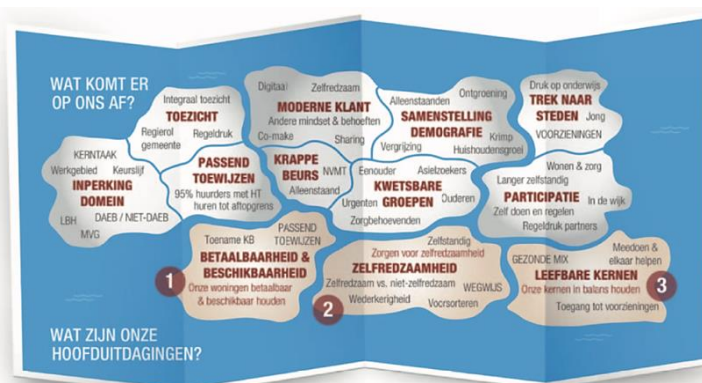 WAT KOMT ER
OP ONS AF?
Integraal toezicht
TOEZICHT
Regierol
gemeente
Regeldruk
Digitaal
Zelfredzaam
MODERNE KLANT
Andere mindset & behoeften
Co-make
Sharing
Alleenstaanden
Ontgroening
SAMENSTELLING
DEMOGRAFIE
Krimp
Vergrijzing
Huishoudensgroei
Druk op onderwijs
TREK NAAR
STEDEN
Jong
VOORZIENINGEN
KERNTAAK
Werkgebied
Keurslijf
INPERKING
DOMEIN
LBH
DAEB / NIET-DAEB
MVG
PASSEND
TOEWIJZEN
95% huurders met HT
huren tot aftopgrens
KRAPPE
BEURS
NVMT
Alleenstaand
Eenouder
Asielzoekers
KWETSBARE
GROEPEN
Urgenten
Ouderen
Zorgbehoevenden
Wonen & zorg
Langer zelfstandig
PARTICIPATIE
In de wijk
Zelf doen en regelen
Regeldruk partners
Toename KB
PASSEND
TOEWIJZEN
BETAALBAARHEID &
BESCHIKBAARHEID
1
Onze woningen betaalbaar
& beschikbaar houden
Zelfstandig
Zorgen voor zelfredzaamheid
ZELFREDZAAMHEID
Zelfredzaam vs. niet-zelfredzaam
WEGWIJS
2
Wederkerigheid
Voorsorteren
Meedoen &
elkaar helpen
GEZONDE MIX
LEEFBARE KERNEN
Onze kernen in balans houden
3
Toegang tot voorzieningen
WAT ZIJN ONZE
HOOFDUITDAGINGEN?